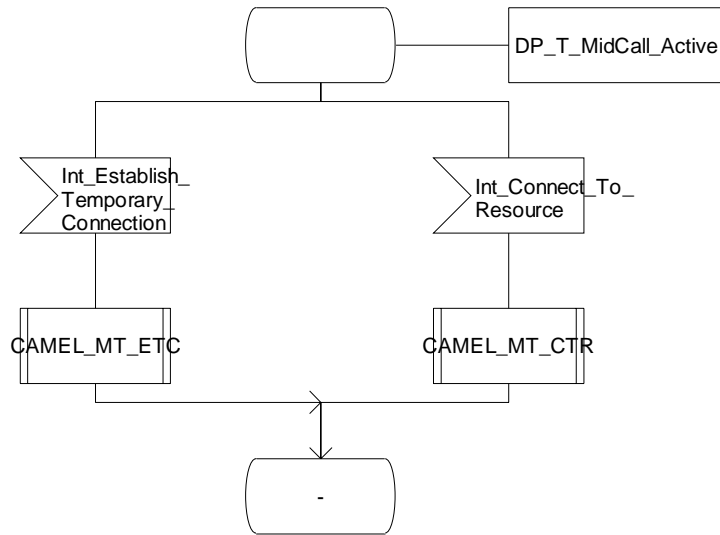 DP_T_MidCall_Active
Int_Establish_
Temporary_
Connection
Int_Connect_To_
Resource
CAMEL_MT_ETC
CAMEL_MT_CTR
-